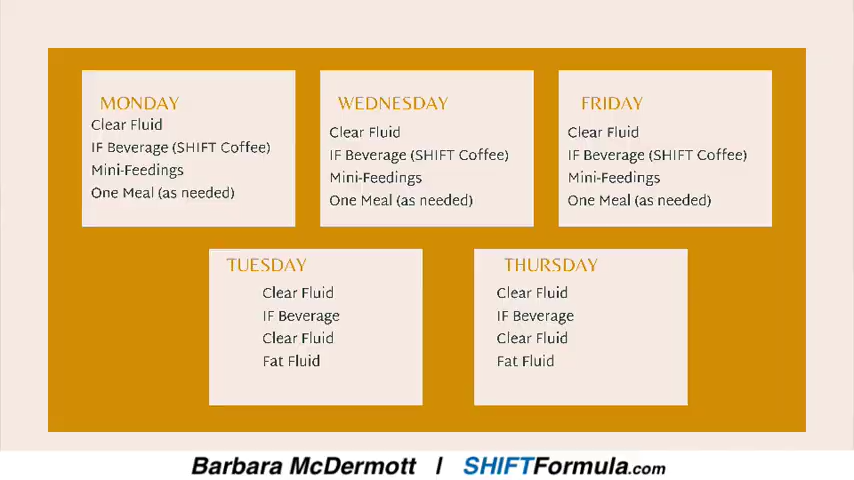 MONDAY
Clear Fluid
IF Beverage (SHIFT Coffee)
Mini-Feedings
One Meal (as needed)
WEDNESDAY
Clear Fluid
IF Beverage (SHIFT Coffee)
Mini-Feedings
One Meal (as needed)
FRIDAY
Clear Fluid
IF Beverage (SHIFT Coffee)
Mini-Feedings
One Meal (as needed)
TUESDAY
Clear Fluid
IF Beverage
Clear Fluid
Fat Fluid
THURSDAY
Clear Fluid
IF Beverage
Clear Fluid
Fat Fluid
Barbara McDermott | SHIFTFormula.com